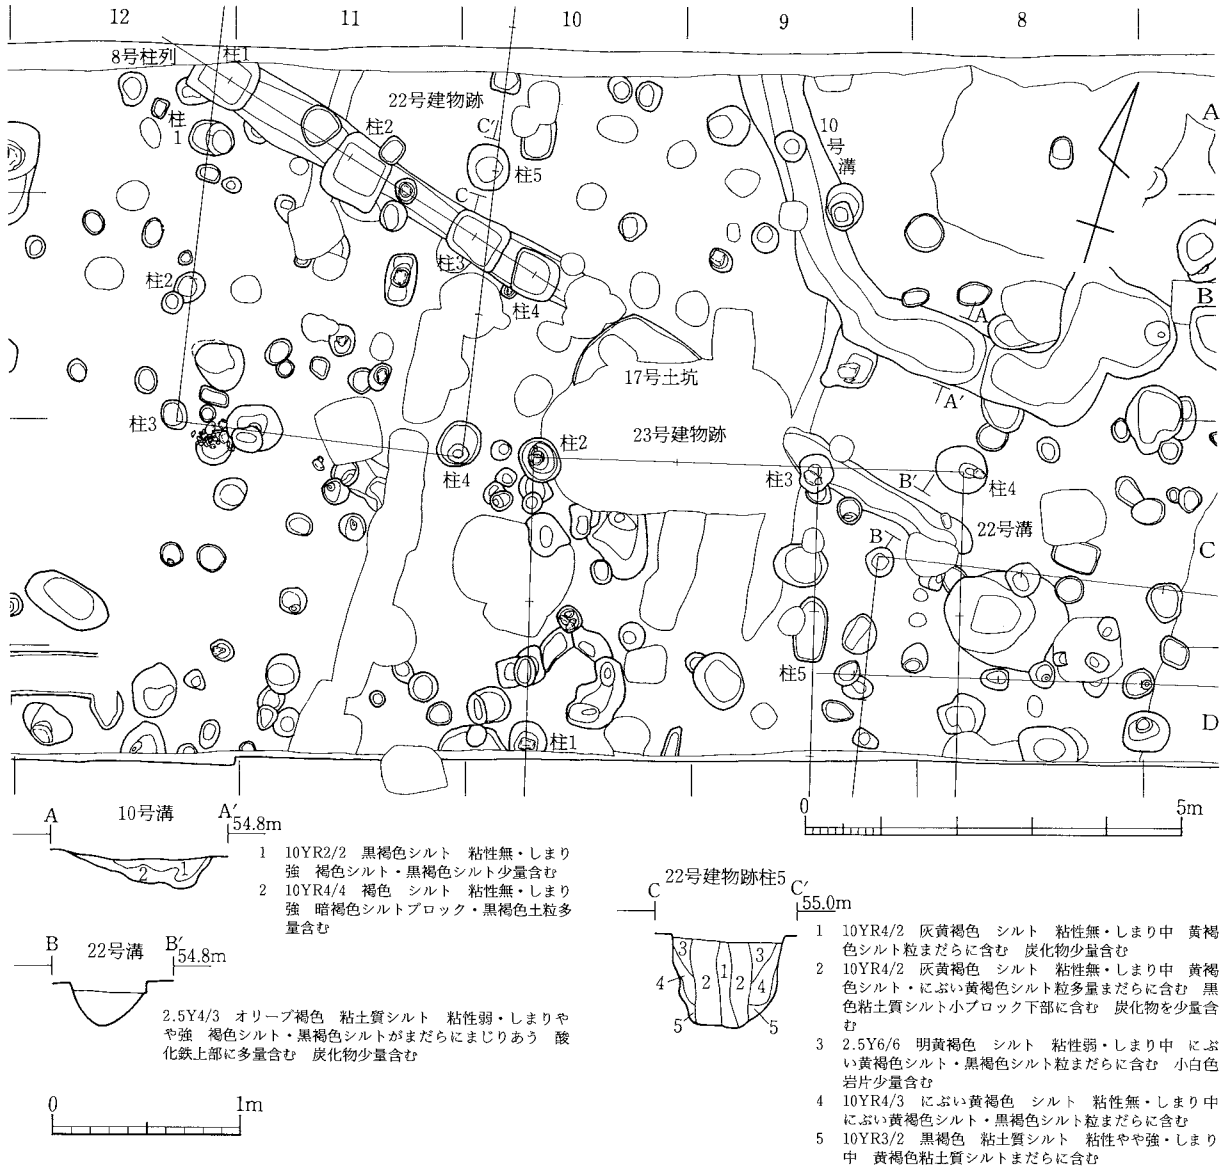 12 11 10 9 8
8号柱列
柱1
22号建物跡
柱1
柱2
C′
柱5
C
10号溝
A
柱2
柱3
柱4
B
A
17号土坑
A′
柱3
23号建物跡
柱2
柱4
柱3
B′
柱4
22号溝
B
C
柱5
D
柱1
0 5m
A 10号溝 A′ 54.8m
1 2
1 10YR2/2 黒褐色シルト 粘性無・しまり
強 褐色シルト・黒褐色シルト少量含む
2 10YR4/4 褐色 シルト 粘性無・しまり
強 暗褐色シルトブロック・黒褐色土粒多
量含む
B 22号溝 B′ 54.8m
2.5Y4/3 オリーブ褐色 粘土質シルト 粘性弱・しまりや
や強 褐色シルト・黒褐色シルトがまだらにまじりあう 酸
化鉄上部に多量含む 炭化物少量含む
0 1m
22号建物跡柱5
C C′ 55.0m
3 3
4 2 1 2 4
5 5
1 10YR4/2 灰黄褐色 シルト 粘性無・しまり中 黄褐
色シルト粒まだらに含む 炭化物少量含む
2 10YR4/2 灰黄褐色 シルト 粘性無・しまり中 黄褐
色シルト・にぶい黄褐色シルト粒多量まだらに含む 黒
色粘土質シルト小ブロック下部に含む 炭化物を少量含
む
3 2.5Y6/6 明黄褐色 シルト 粘性弱・しまり中 にぶ
い黄褐色シルト・黒褐色シルト粒まだらに含む 小白色
岩片少量含む
4 10YR4/3 にぶい黄褐色 シルト 粘性無・しまり中
にぶい黄褐色シルト・黒褐色シルト粒まだらに含む
5 10YR3/2 黒褐色 粘土質シルト 粘性やや強・しまり
中 黄褐色粘土質シルトまだらに含む